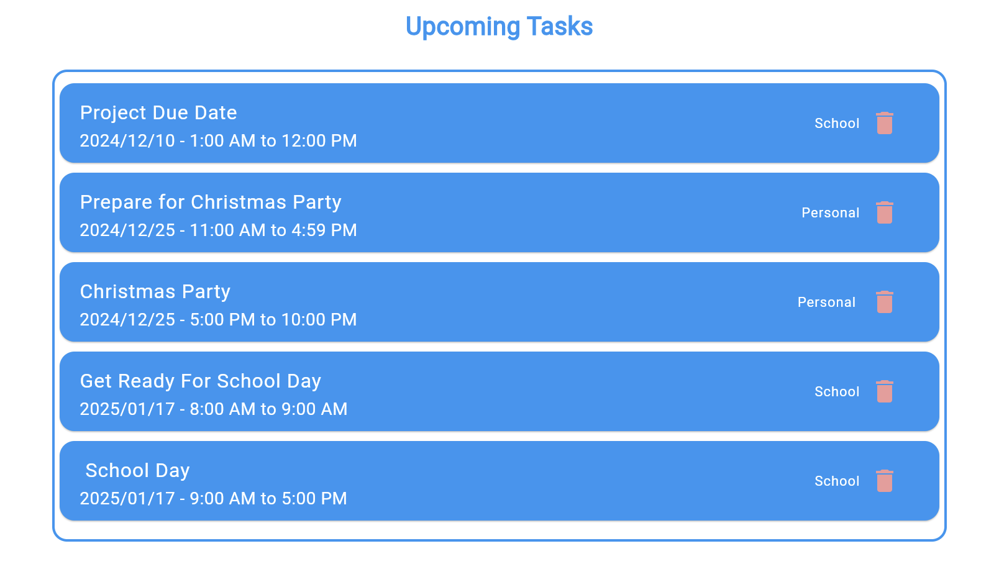 Upcoming Tasks
Project Due Date
2024/12/10 - 1:00 AM to 12:00 PM
School
Prepare for Christmas Party
2024/12/25 - 11:00 AM to 4:59 PM
Personal
Christmas Party
2024/12/25 - 5:00 PM to 10:00 PM
Personal
Get Ready For School Day
2025/01/17 - 8:00 AM to 9:00 AM
School
School Day
2025/01/17 - 9:00 AM to 5:00 PM
School